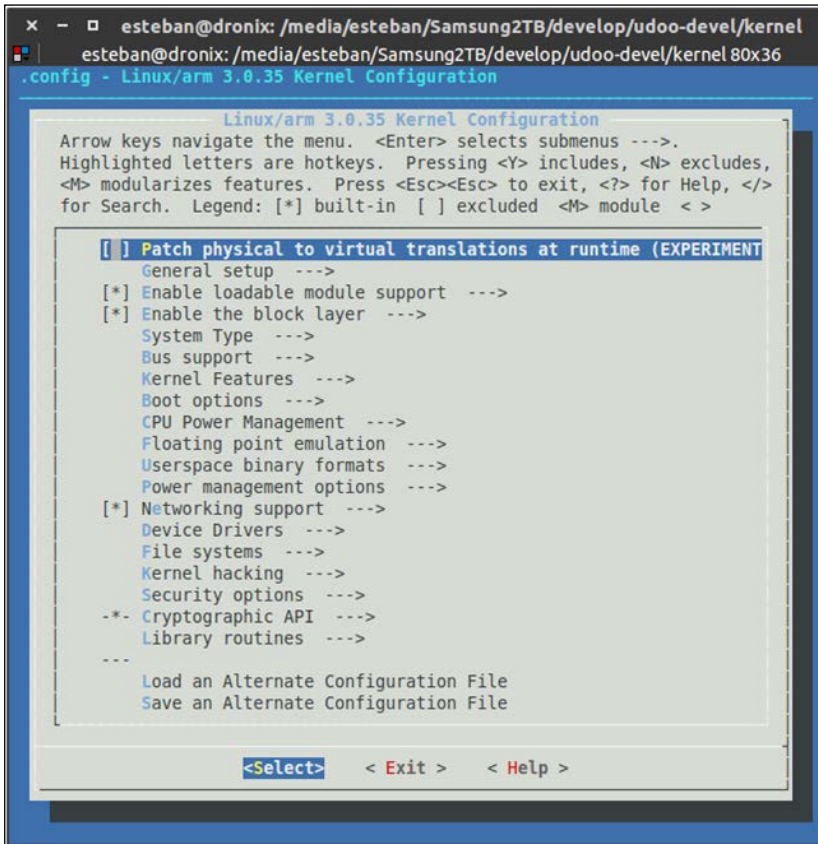 esteban@dronix: /media/esteban/Samsung2TB/develop/udoo-devel/kernel
esteban@dronix: /media/esteban/Samsung2TB/develop/udoo-devel/kernel 80x36
.config - Linux/arm 3.0.35 Kernel Configuration
Linux/arm 3.0.35 Kernel Configuration
Arrow keys navigate the menu.  <Enter> selects submenus --->.
Highlighted letters are hotkeys.  Pressing <Y> includes, <N> excludes,
<M> modularizes features.  Press <Esc><Esc> to exit, <?> for Help, </>
for Search.  Legend: [*] built-in  [ ] excluded  <M> module  < >
[ ] Patch physical to virtual translations at runtime (EXPERIMENT
General setup  --->
[*] Enable loadable module support  --->
[*] Enable the block layer  --->
System Type  --->
Bus support  --->
Kernel Features  --->
Boot options  --->
CPU Power Management  --->
Floating point emulation  --->
Userspace binary formats  --->
Power management options  --->
[*] Networking support  --->
Device Drivers  --->
File systems  --->
Kernel hacking  --->
Security options  --->
-*- Cryptographic API  --->
Library routines  --->
---
Load an Alternate Configuration File
Save an Alternate Configuration File
<Select>    < Exit >    < Help >